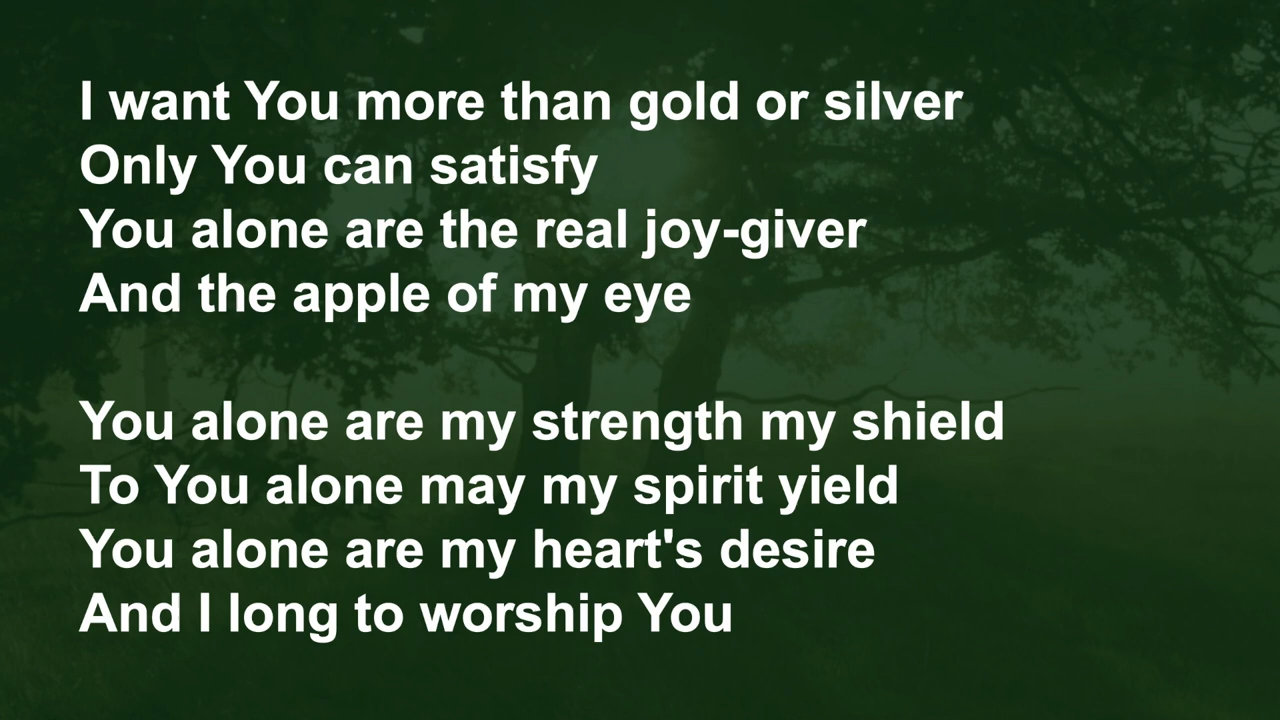 I want You more than gold or silver
Only You can satisfy
You alone are the real joy-giver
And the apple of my eye
You alone are my strength my shield
To You alone may my spirit yield
You alone are my heart's desire
And I long to worship You